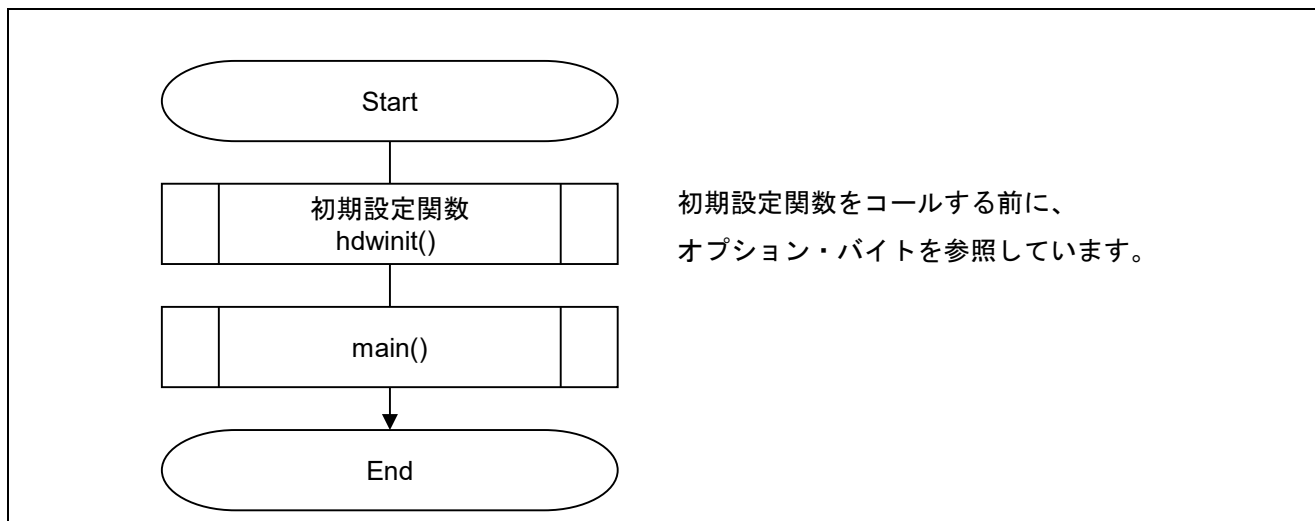 Start
初期設定関数
hdwinit()
初期設定関数をコールする前に、
オプション・バイトを参照しています。
main()
End